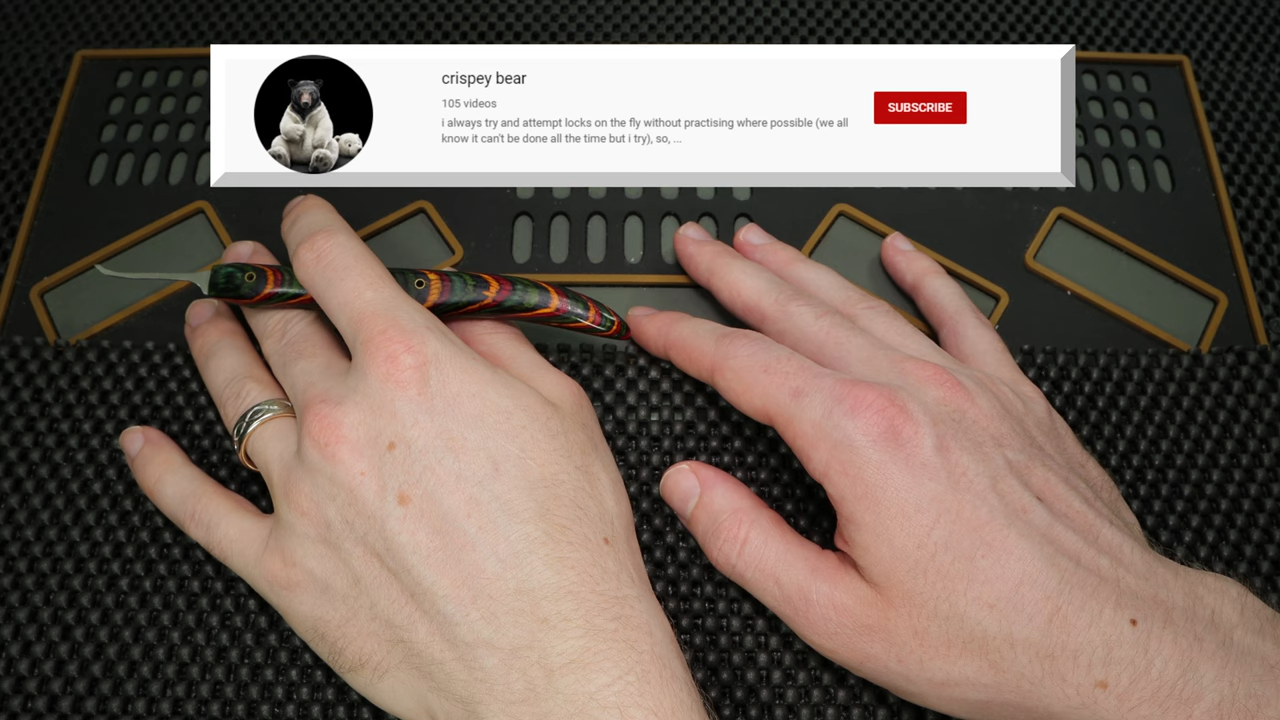 crispey bear
105 videos
i always try and attempt locks on the fly without practising where possible (we all
know it can't be done all the time but i try), so, ...
SUBSCRIBE